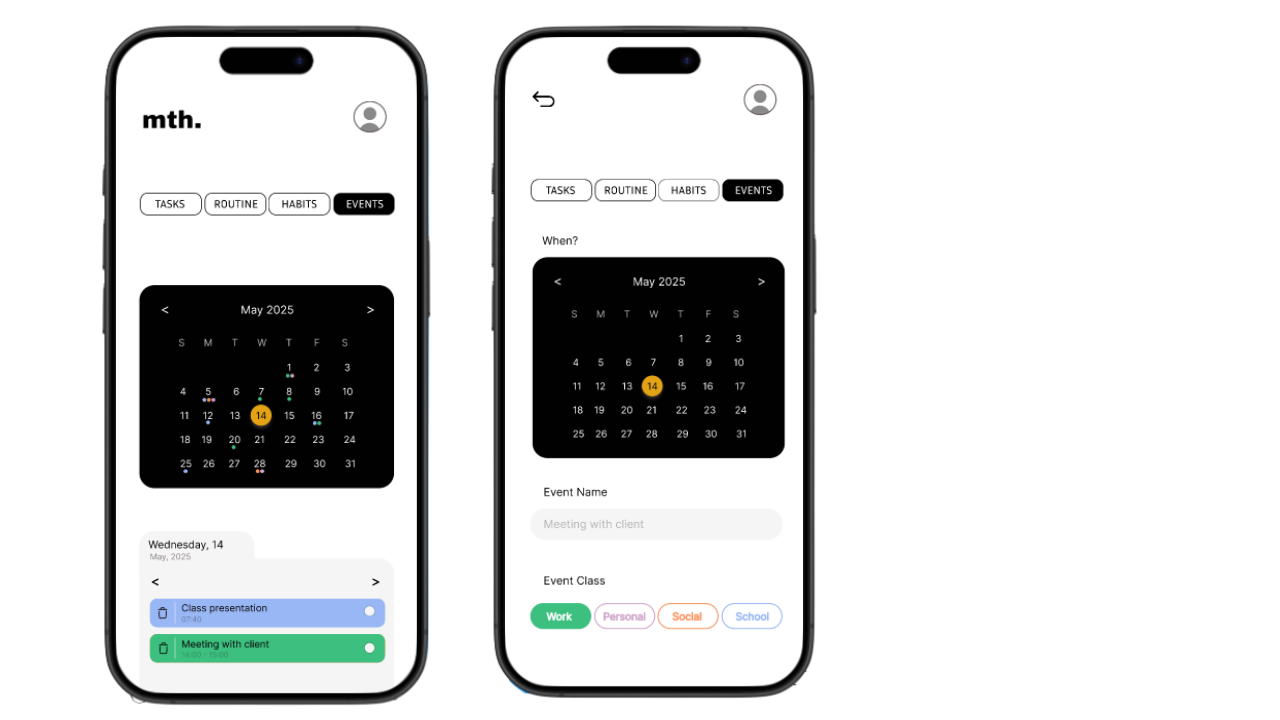 mth.
TASKS ROUTINE HABITS EVENTS
< May 2025 >
S M T W T F S
1 2 3
4 5 6 7 8 9 10
11 12 13 14 15 16 17
18 19 20 21 22 23 24
25 26 27 28 29 30 31
Wednesday, 14
May, 2025
< >
Class presentation
07:40
Meeting with client
14:00 - 15:00
TASKS ROUTINE HABITS EVENTS
When?
< May 2025 >
S M T W T F S
1 2 3
4 5 6 7 8 9 10
11 12 13 14 15 16 17
18 19 20 21 22 23 24
25 26 27 28 29 30 31
Event Name
Meeting with client
Event Class
Work Personal Social School